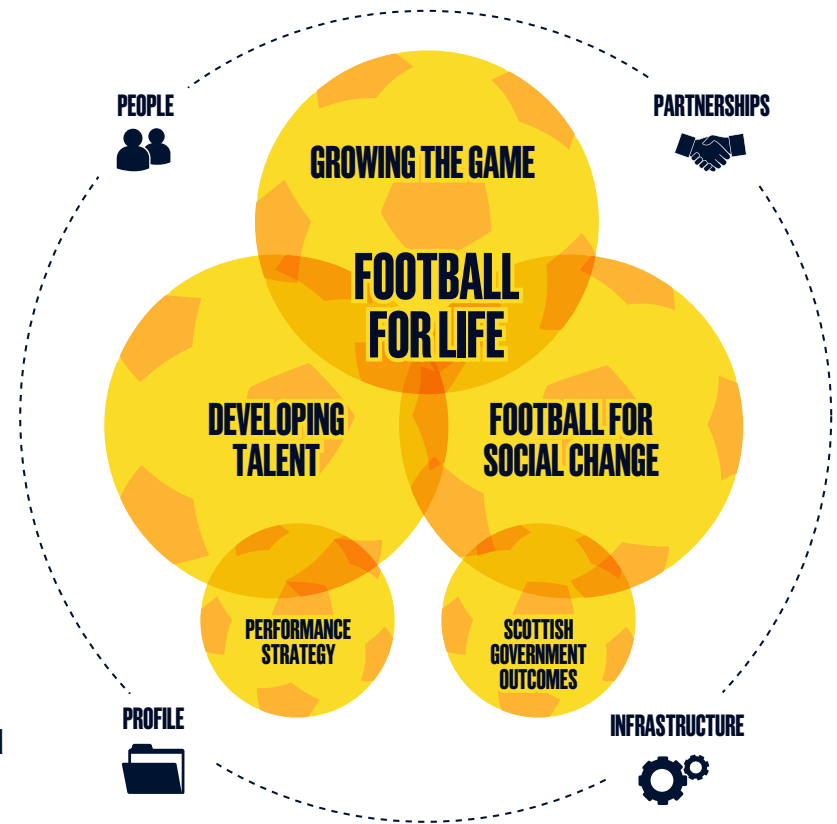 PEOPLE
PARTNERSHIPS
GROWING THE GAME
FOOTBALL
FOR LIFE
DEVELOPING
TALENT
FOOTBALL FOR
SOCIAL CHANGE
PERFORMANCE
STRATEGY
SCOTTISH
GOVERNMENT
OUTCOMES
PROFILE
INFRASTRUCTURE